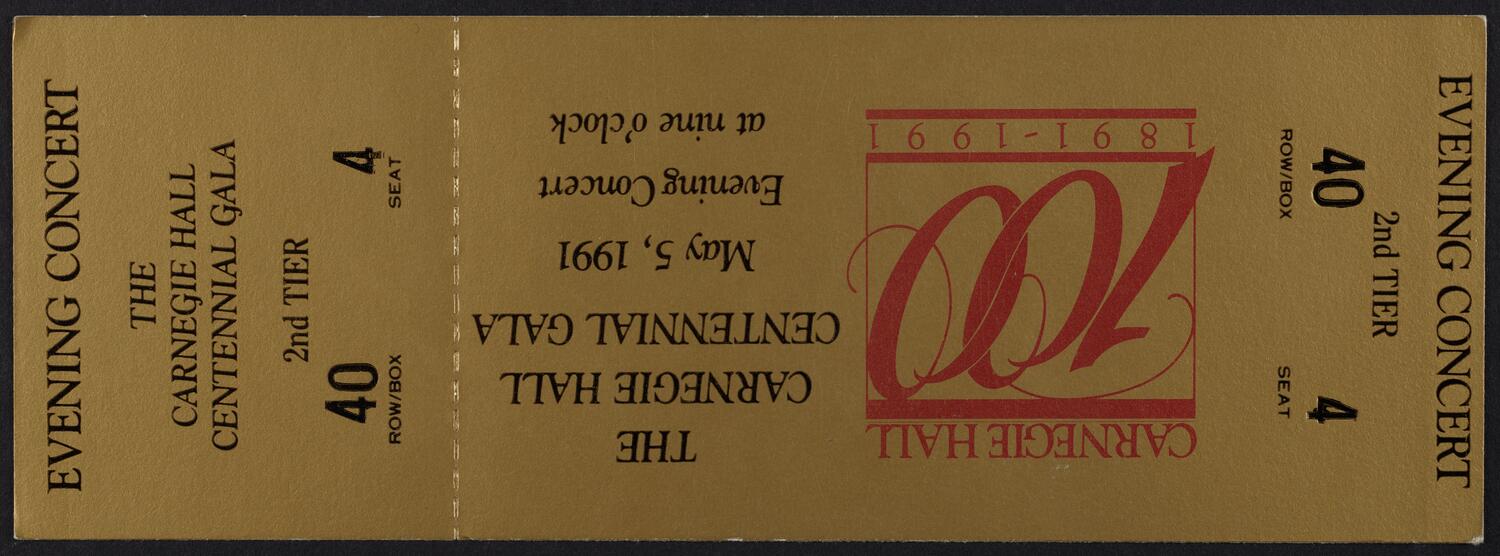 EVENING CONCERT
2nd TIER
40
ROW/BOX
4
SEAT
CARNEGIE HALL
100
1891-1991
THE
CARNEGIE HALL
CENTENNIAL GALA
May 5, 1991
Evening Concert
at nine o'clock
EVENING CONCERT
THE
CARNEGIE HALL
CENTENNIAL GALA
2nd TIER
40
ROW/BOX
4
SEAT